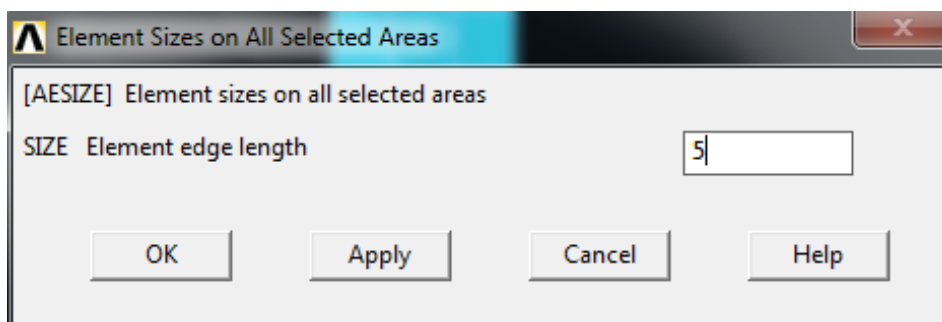 Element Sizes on All Selected Areas
[AESIZE] Element sizes on all selected areas
SIZE Element edge length 5
OK Apply Cancel Help